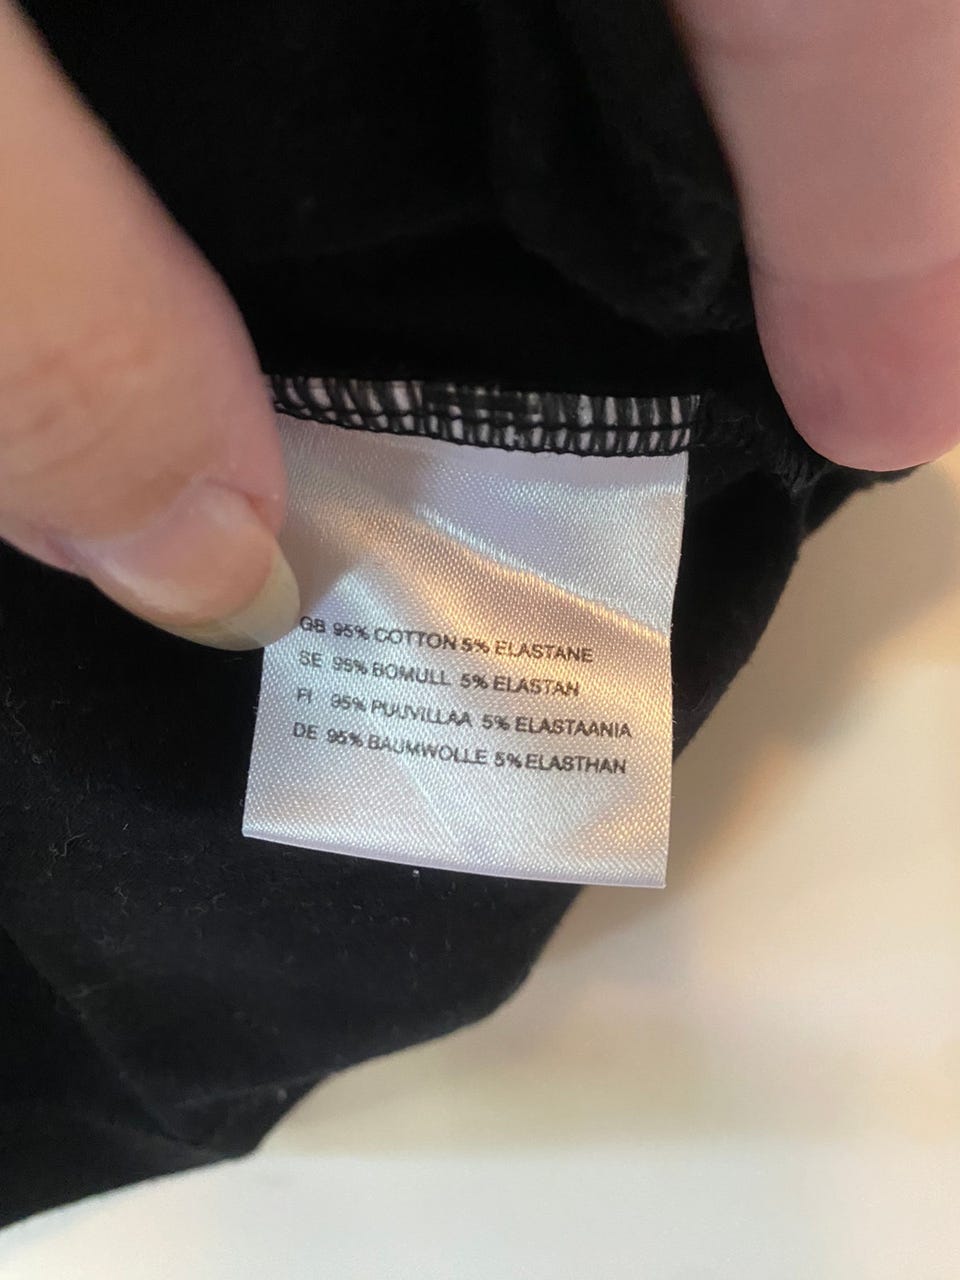 GB 95% COTTON 5% ELASTANE
SE 95% BOMULL 5% ELASTAN
FI 95% PUUVILLAA 5% ELASTAANIA
DE 95% BAUMWOLLE 5% ELASTHAN